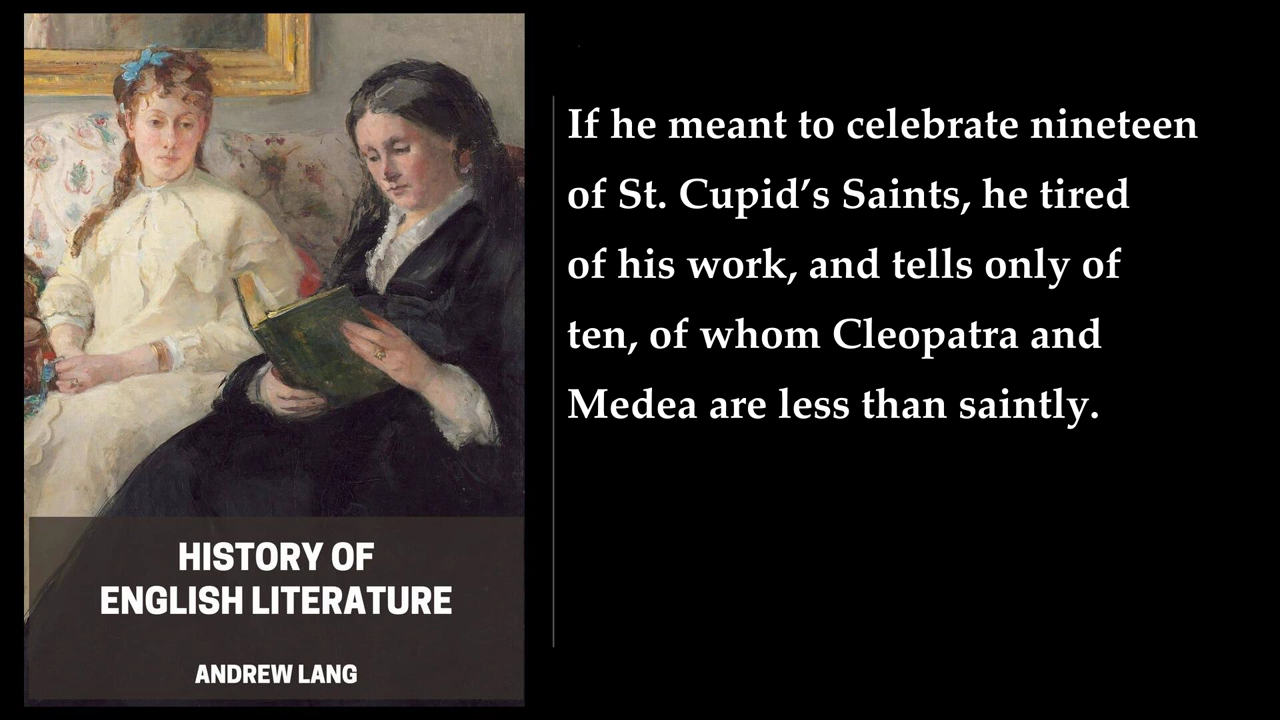 If he meant to celebrate nineteen
of St. Cupid’s Saints, he tired
of his work, and tells only of
ten, of whom Cleopatra and
Medea are less than saintly.
HISTORY OF
ENGLISH LITERATURE
ANDREW LANG